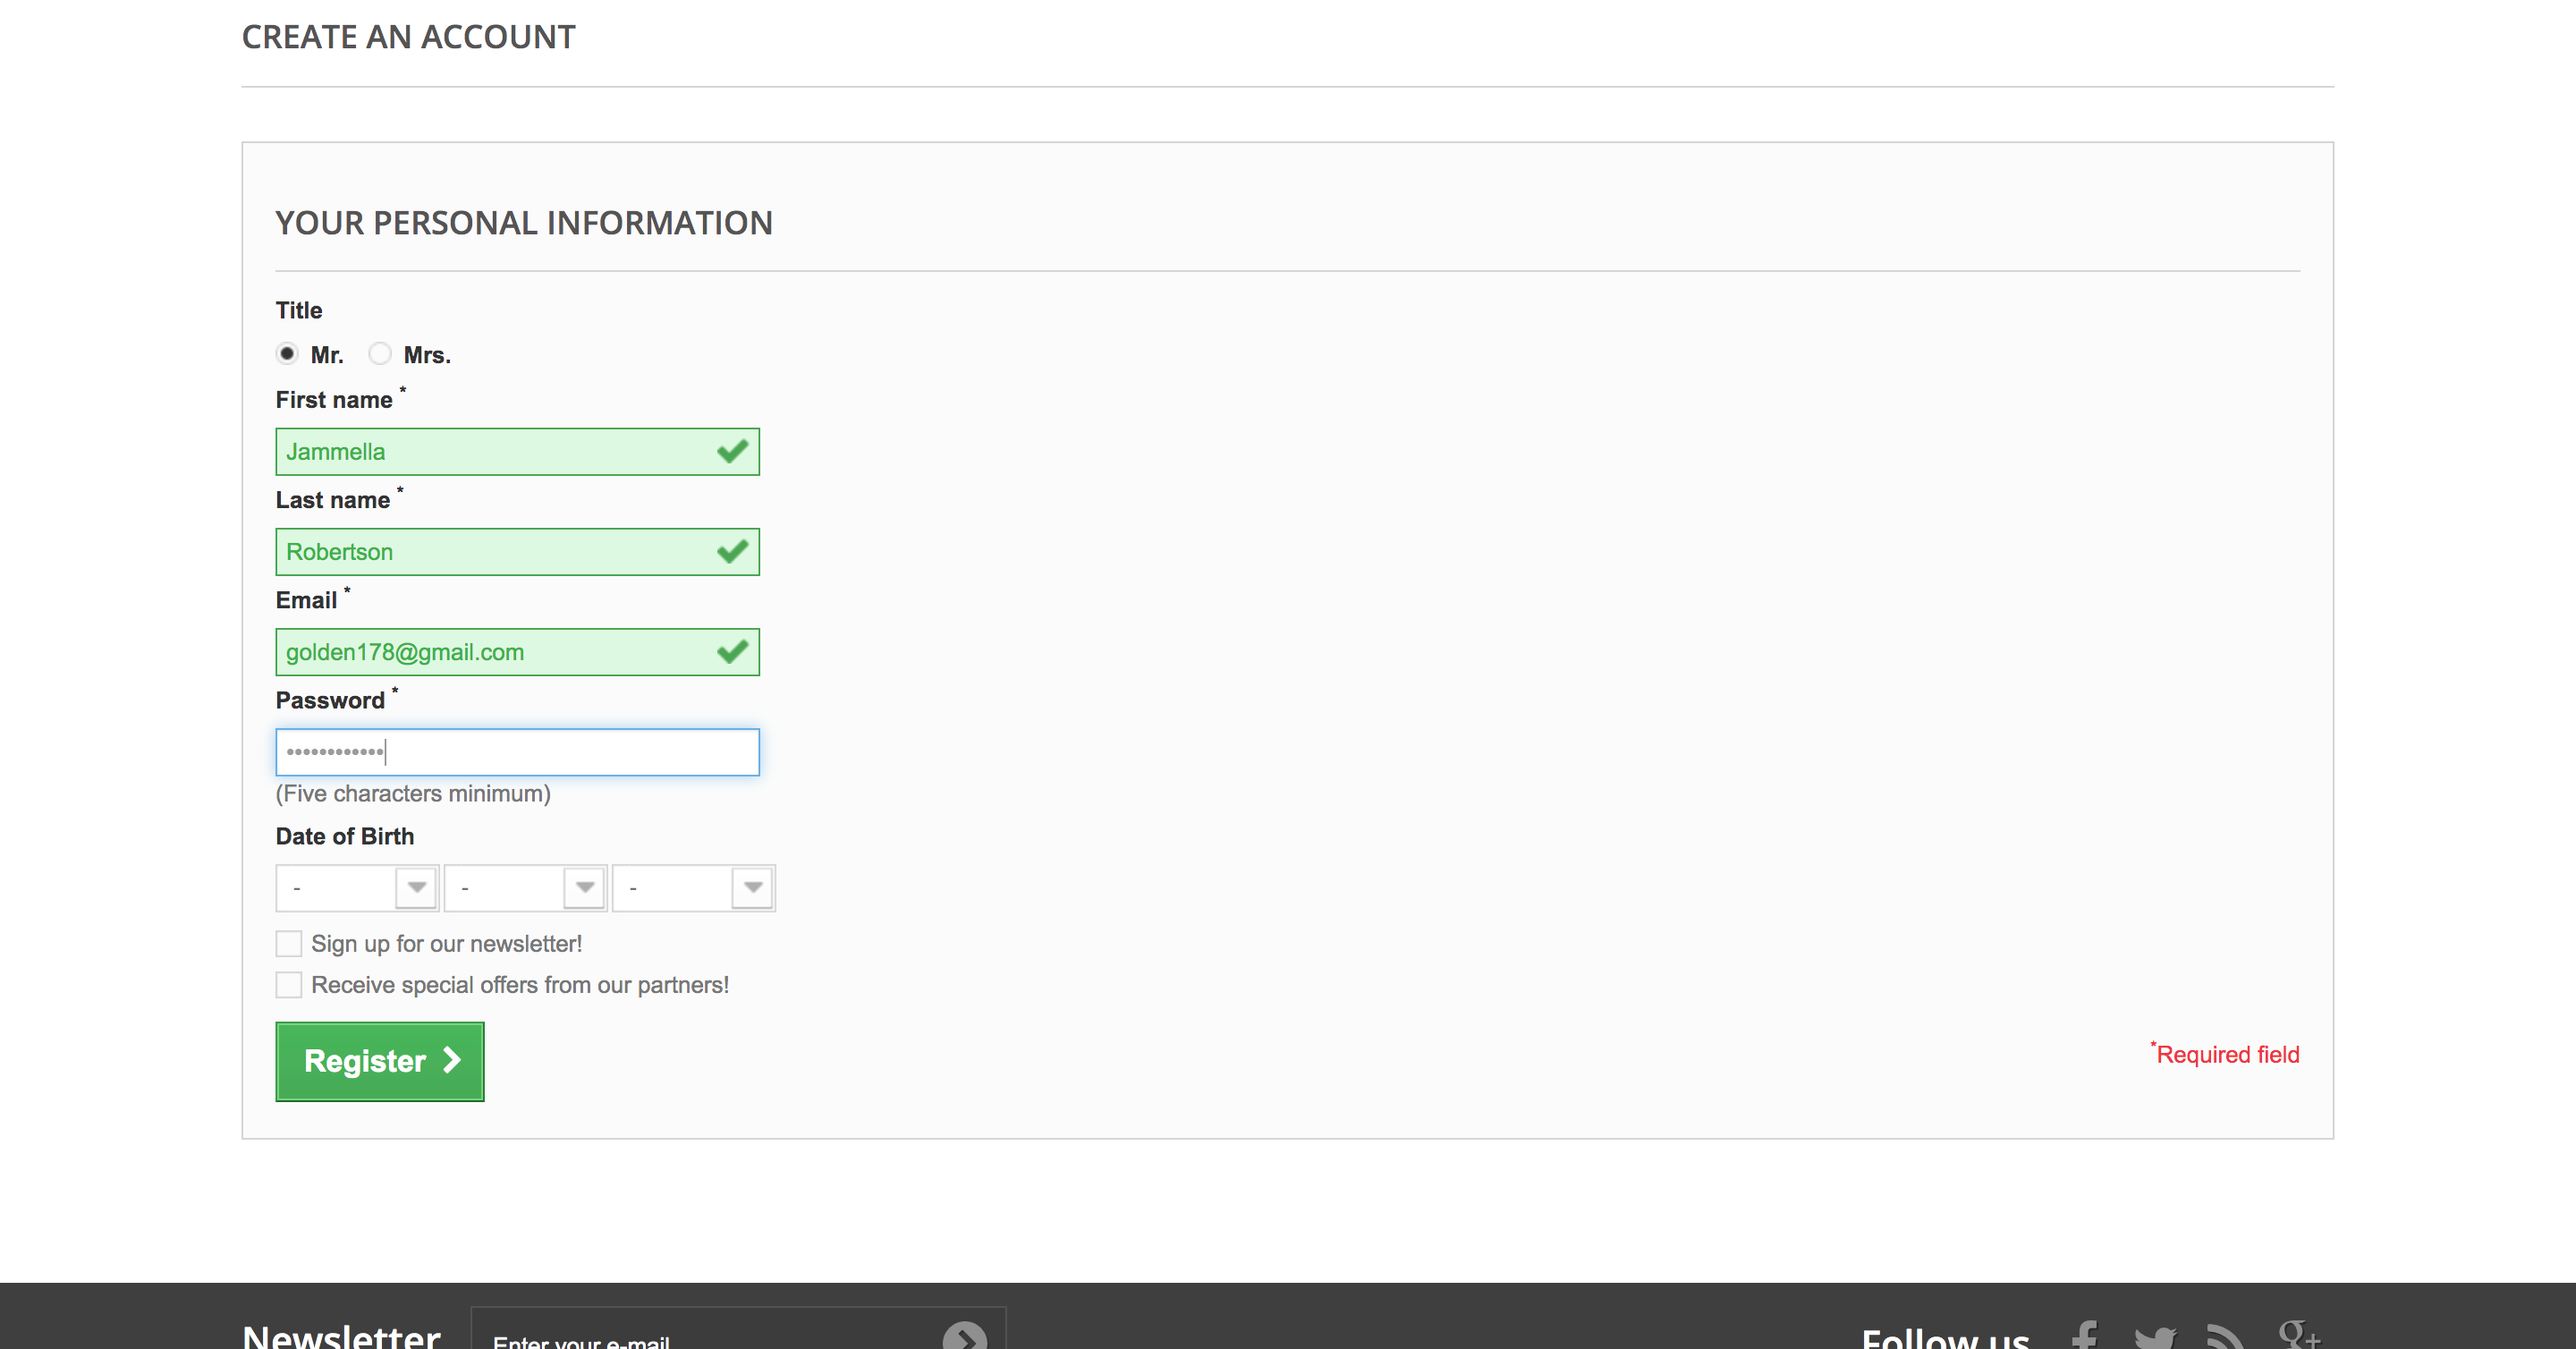 CREATE AN ACCOUNT
YOUR PERSONAL INFORMATION
Title
Mr. Mrs.
First name *
Jammella
Last name *
Robertson
Email *
golden178@gmail.com
Password *
••••••••••••
(Five characters minimum)
Date of Birth
- - -
Sign up for our newsletter!
Receive special offers from our partners!
Register
*Required field
Newsletter Enter your e-mail Follow us